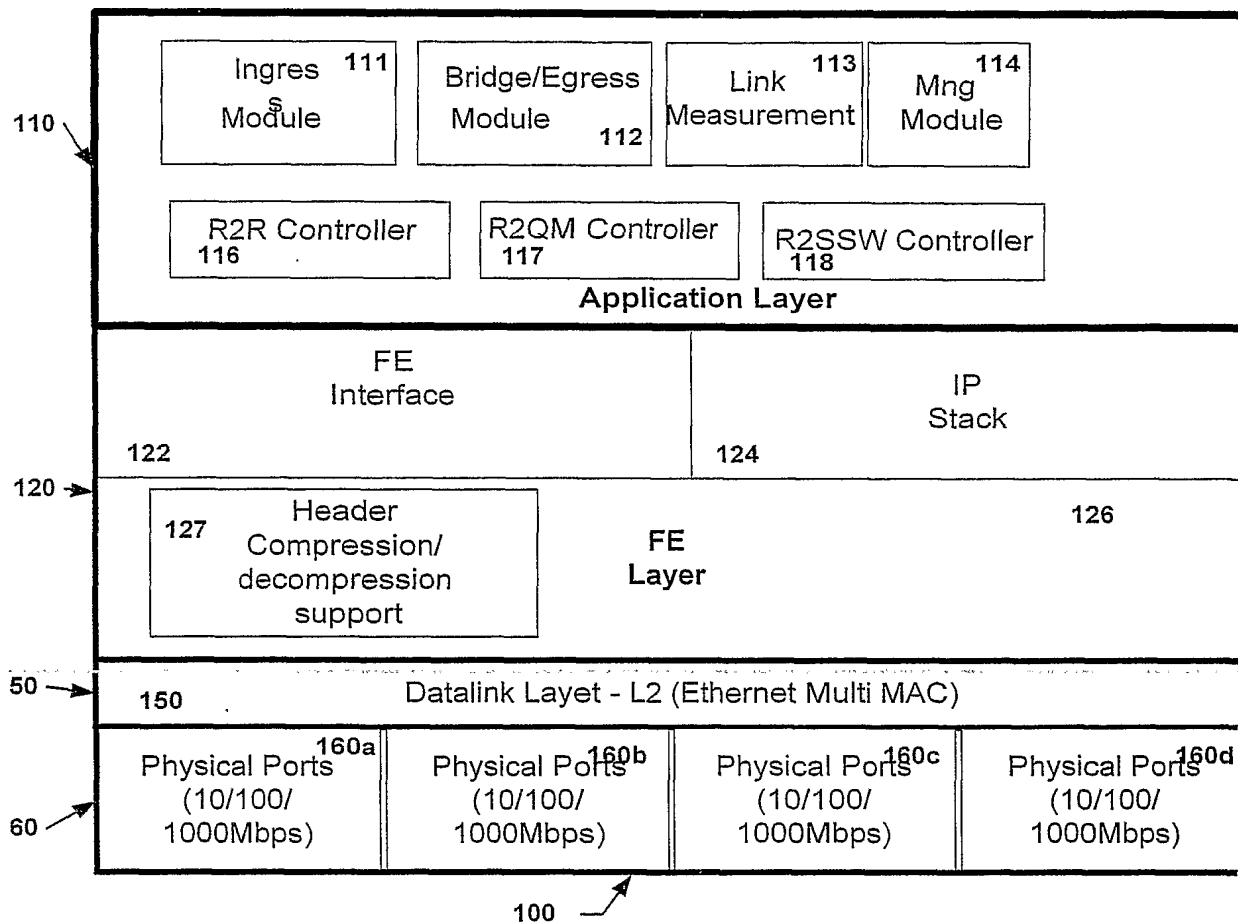 Ingres
s
Module
111
Bridge/Egress
Module
112
Link
Measurement
113
Mng
Module
114
110
R2R Controller
116
R2QM Controller
117
R2SSW Controller
118
Application Layer
FE
Interface
122
IP
Stack
124
120
127
Header
Compression/
decompression
support
FE
Layer
126
50
150
Datalink Layet - L2 (Ethernet Multi MAC)
60
160a
Physical Ports
(10/100/
1000Mbps)
160b
Physical Ports
(10/100/
1000Mbps)
160c
Physical Ports
(10/100/
1000Mbps)
160d
Physical Ports
(10/100/
1000Mbps)
100